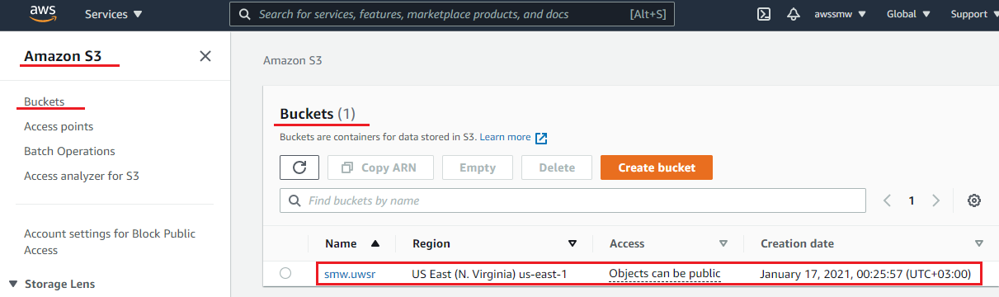 aws
Services
Search for services, features, marketplace products, and docs
[Alt+S]
awssmw
Global
Support
Amazon S3
Buckets
Access points
Batch Operations
Access analyzer for S3
Account settings for Block Public
Access
Storage Lens
Amazon S3
Buckets (1)
Buckets are containers for data stored in S3. Learn more
Copy ARN
Empty
Delete
Create bucket
Find buckets by name
1
Name
Region
Access
Creation date
smw.uwsr
US East (N. Virginia) us-east-1
Objects can be public
January 17, 2021, 00:25:57 (UTC+03:00)